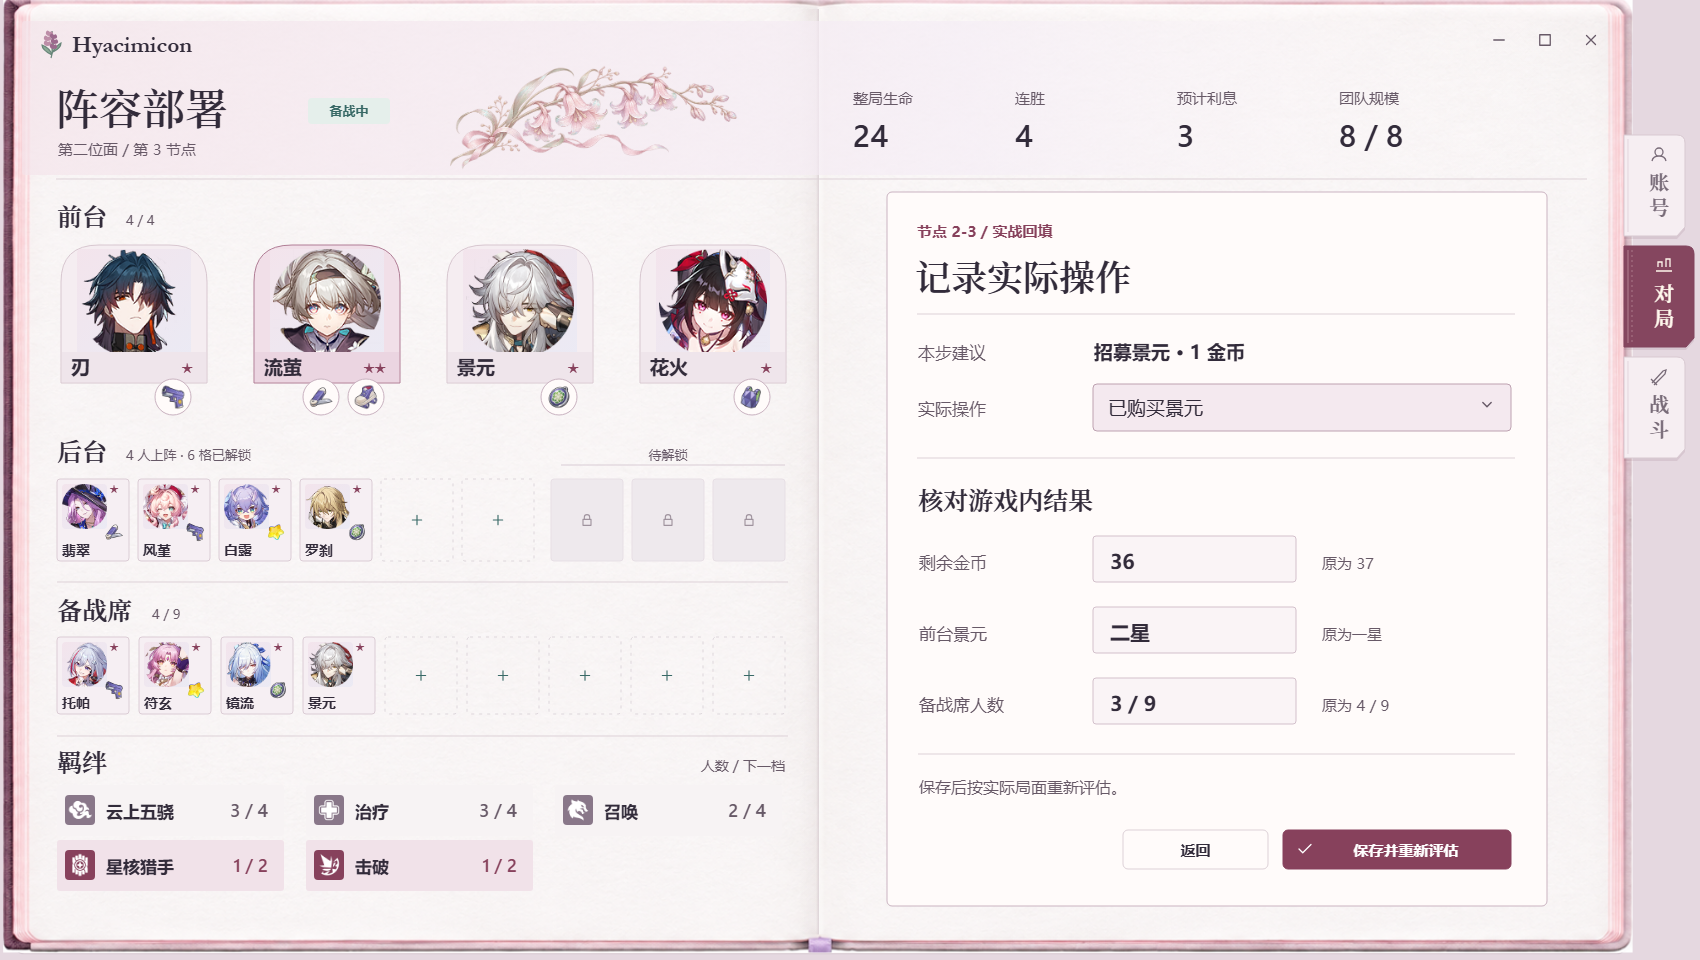 Hyacimicon
阵容部署
备战中
第二位面 / 第 3 节点
整局生命
24
连胜
4
预计利息
3
团队规模
8 / 8
账号
对局
战斗
前台 4 / 4
刃 ★
流萤 ★★
景元 ★
花火 ★
后台 4 人上阵 · 6 格已解锁
待解锁
翡翠
风堇
白露
罗刹
备战席 4 / 9
托帕
符玄
镜流
景元
羁绊
人数 / 下一档
云上五骁 3 / 4
治疗 3 / 4
召唤 2 / 4
星核猎手 1 / 2
击破 1 / 2
节点 2-3 / 实战回填
记录实际操作
本步建议 招募景元 • 1 金币
实际操作 已购买景元
核对游戏内结果
剩余金币 36 原为 37
前台景元 二星 原为一星
备战席人数 3 / 9 原为 4 / 9
保存后按实际局面重新评估。
返回
保存并重新评估